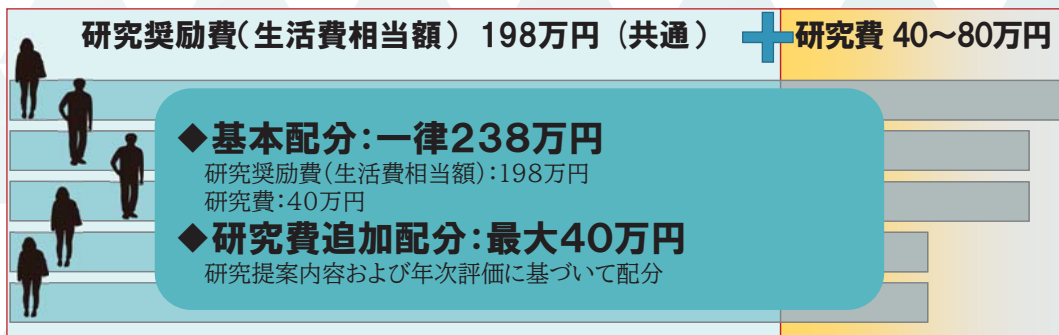 研究奨励費(生活費相当額) 198万円 (共通)
研究費 40～80万円
◆基本配分:一律238万円
研究奨励費(生活費相当額):198万円
研究費:40万円
◆研究費追加配分:最大40万円
研究提案内容および年次評価に基づいて配分